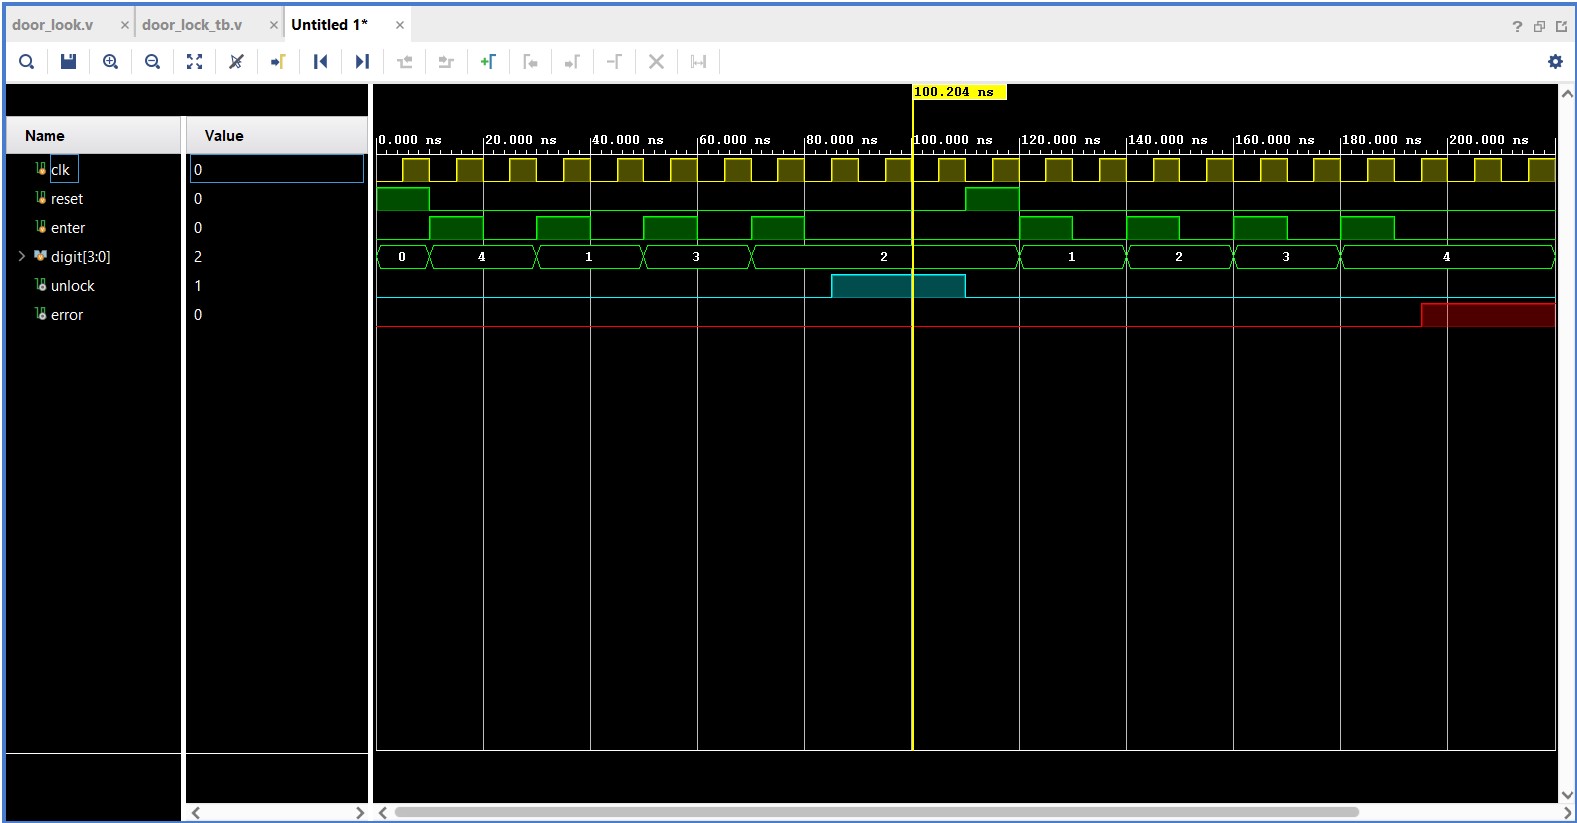 door_look.v × door_lock_tb.v × Untitled 1* × ?
100.204 ns
Name Value
0.000 ns 20.000 ns 40.000 ns 60.000 ns 80.000 ns 100.000 ns 120.000 ns 140.000 ns 160.000 ns 180.000 ns 200.000 ns
clk 0
reset 0
enter 0
digit[3:0] 2 0 4 1 3 2 1 2 3 4
unlock 1
error 0